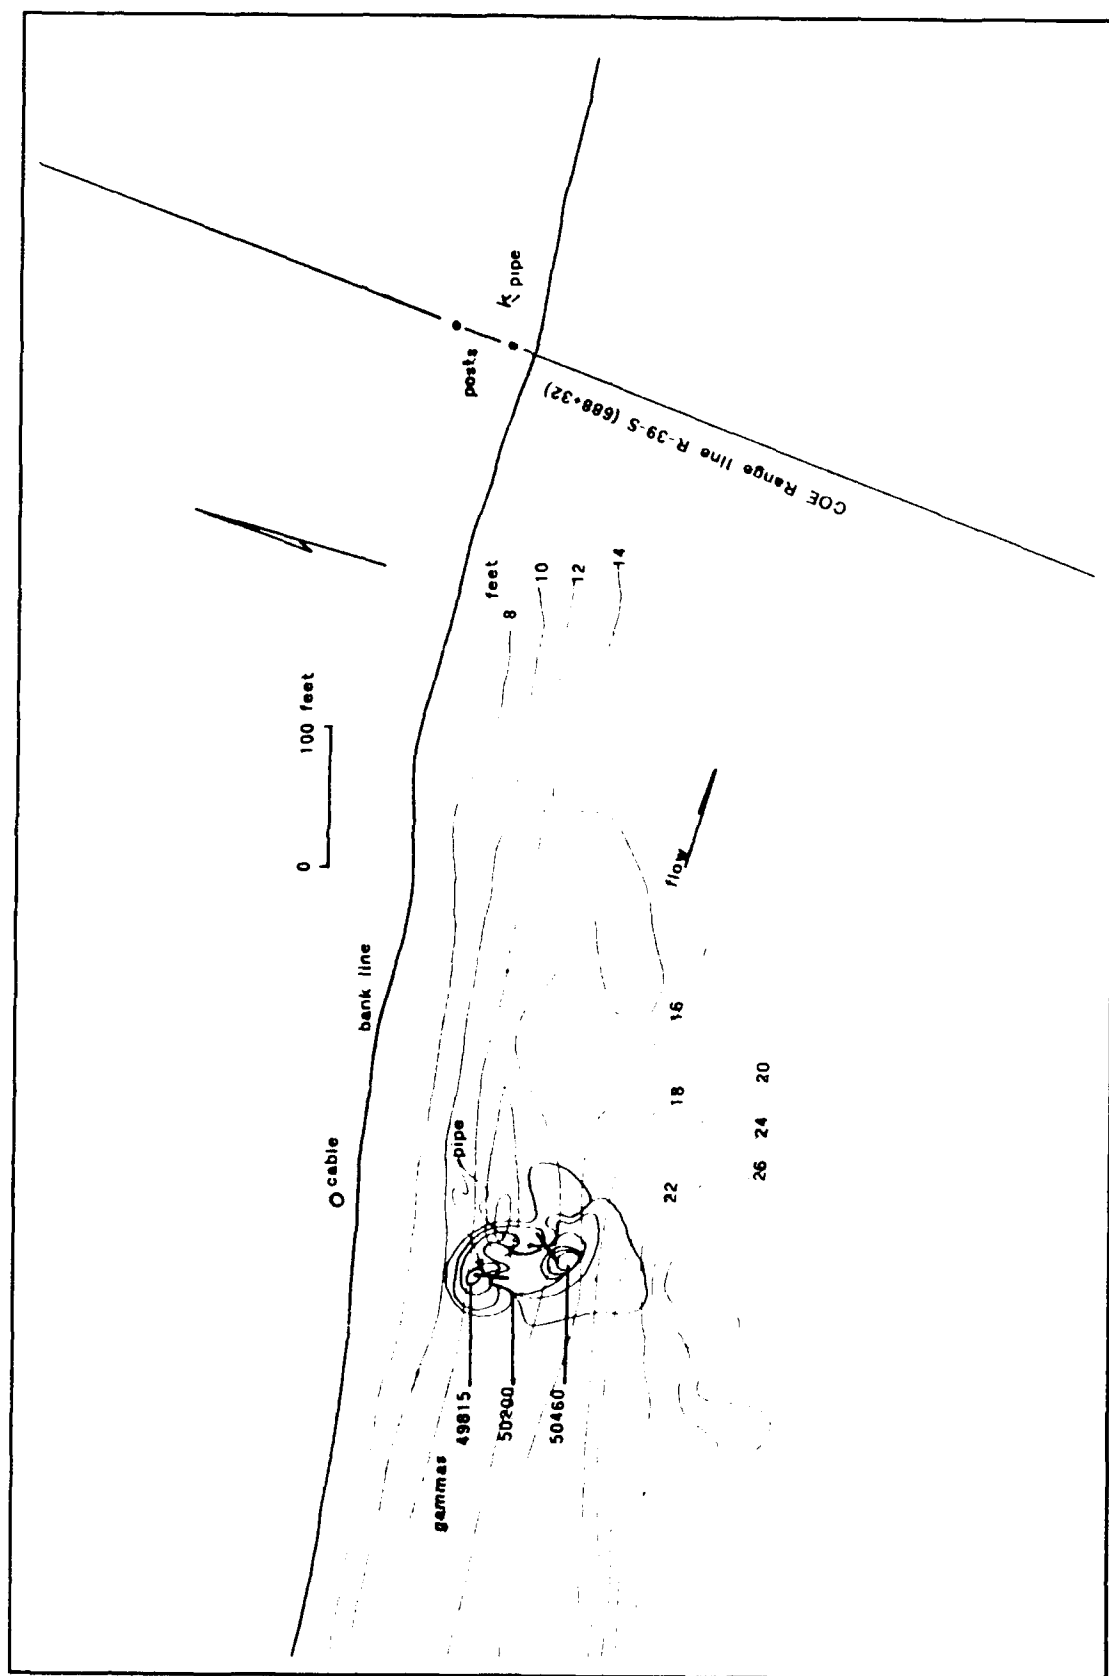 posts
pipe
COE Range line R-39-S (688+32)
feet
8
10
12
14
0 100 feet
flow
bank line
cable
pipe
16
18
20
22
24
26
gammas
49815
50200
50460